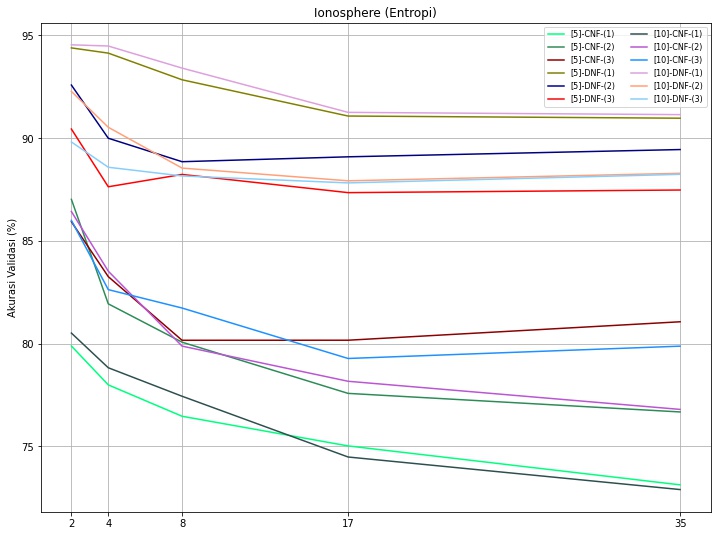 Ionosphere (Entropi)
[5]-CNF-(1) [10]-CNF-(1)
[5]-CNF-(2) [10]-CNF-(2)
[5]-CNF-(3) [10]-CNF-(3)
[5]-DNF-(1) [10]-DNF-(1)
[5]-DNF-(2) [10]-DNF-(2)
[5]-DNF-(3) [10]-DNF-(3)
Akurasi Validasi (%)
95
90
85
80
75
2 4 8 17 35